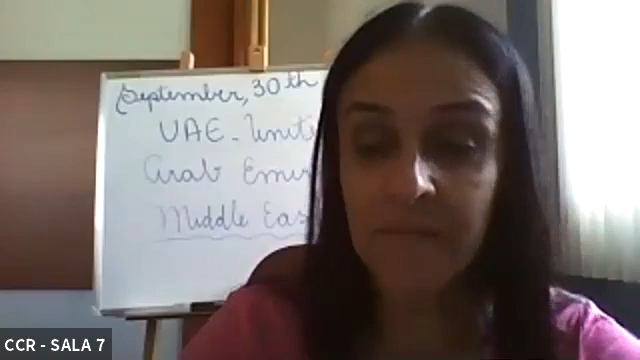 September, 30th
UAE - Unit
Arab Emir
Middle Eas
CCR - SALA 7